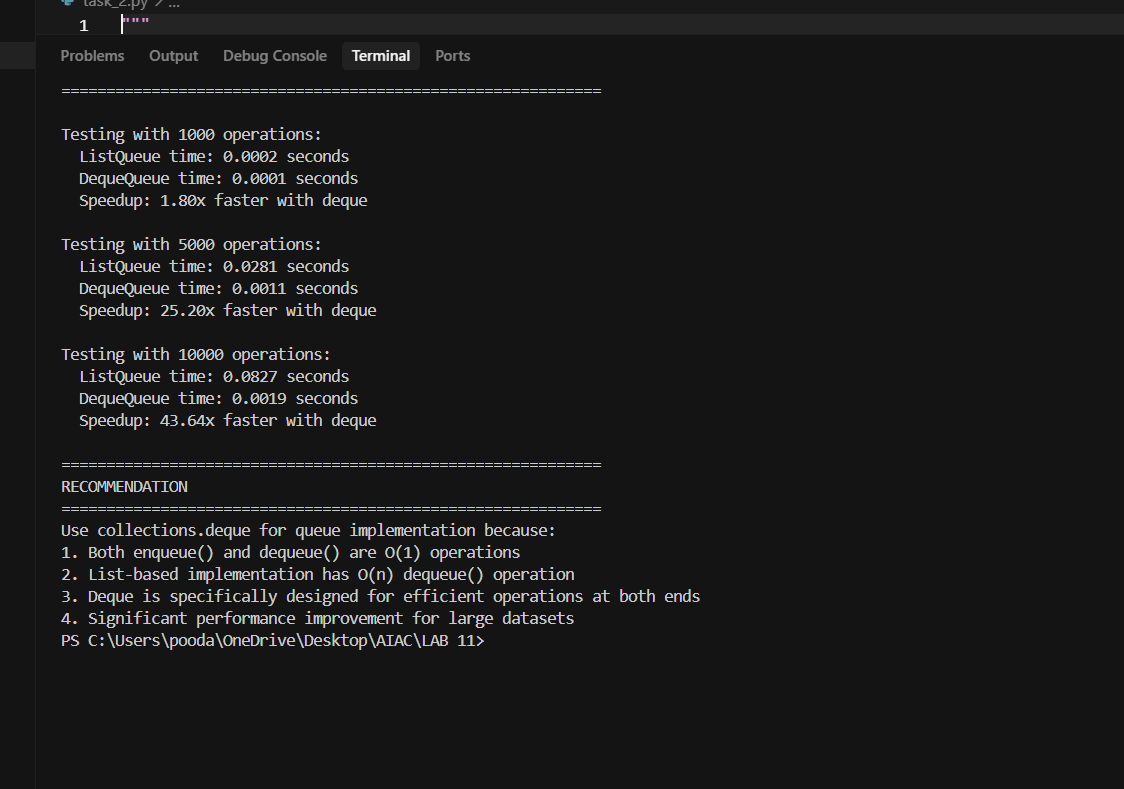 task_2.py > ...
1 """
Problems Output Debug Console Terminal Ports
============================================================
Testing with 1000 operations:
ListQueue time: 0.0002 seconds
DequeQueue time: 0.0001 seconds
Speedup: 1.80x faster with deque
Testing with 5000 operations:
ListQueue time: 0.0281 seconds
DequeQueue time: 0.0011 seconds
Speedup: 25.20x faster with deque
Testing with 10000 operations:
ListQueue time: 0.0827 seconds
DequeQueue time: 0.0019 seconds
Speedup: 43.64x faster with deque
============================================================
RECOMMENDATION
============================================================
Use collections.deque for queue implementation because:
1. Both enqueue() and dequeue() are O(1) operations
2. List-based implementation has O(n) dequeue() operation
3. Deque is specifically designed for efficient operations at both ends
4. Significant performance improvement for large datasets
PS C:\Users\pooda\OneDrive\Desktop\AIAC\LAB 11>